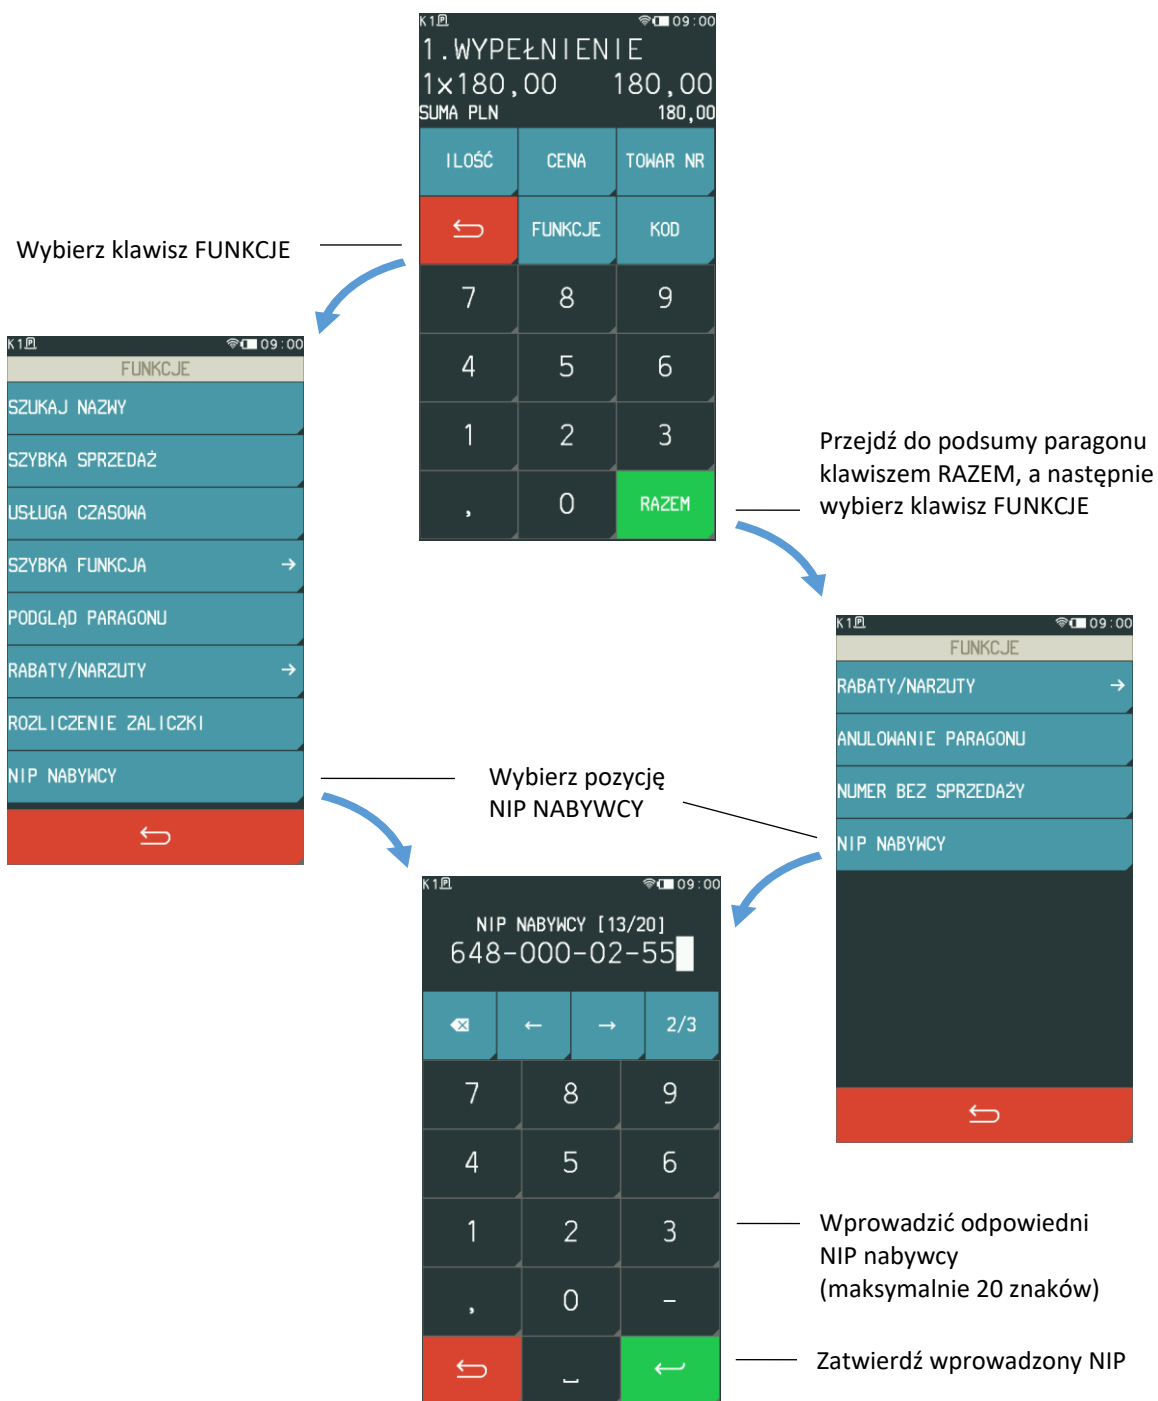 K1 P 09:00
1.WYPEŁNIENIE
1x180,00 180,00
SUMA PLN 180,00
ILOŚĆ CENA TOWAR NR
FUNKCJE KOD
7 8 9
4 5 6
1 2 3
, 0 RAZEM
Wybierz klawisz FUNKCJE
K1 P 09:00
FUNKCJE
SZUKAJ NAZWY
SZYBKA SPRZEDAŻ
USŁUGA CZASOWA
SZYBKA FUNKCJA →
PODGLĄD PARAGONU
RABATY/NARZUTY →
ROZLICZENIE ZALICZKI
NIP NABYWCY
Przejdź do podsumy paragonu
klawiszem RAZEM, a następnie
wybierz klawisz FUNKCJE
K1 P 09:00
FUNKCJE
RABATY/NARZUTY →
ANULOWANIE PARAGONU
NUMER BEZ SPRZEDAŻY
NIP NABYWCY
Wybierz pozycję
NIP NABYWCY
K1 P 09:00
NIP NABYWCY [13/20]
648-000-02-55
← → 2/3
7 8 9
4 5 6
1 2 3
, 0 -
Wprowadzić odpowiedni
NIP nabywcy
(maksymalnie 20 znaków)
Zatwierdź wprowadzony NIP